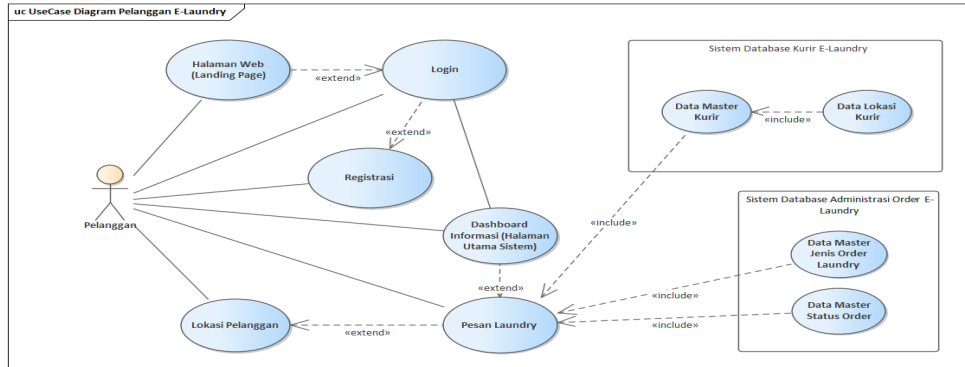 uc UseCase Diagram Pelanggan E-Laundry
Halaman Web
(Landing Page)
«extend»
Login
«extend»
Registrasi
Pelanggan
Dashboard
Informasi (Halaman
Utama Sistem)
«extend»
Lokasi Pelanggan
«extend»
Pesan Laundry
Sistem Database Kurir E-Laundry
Data Master
Kurir
«include»
Data Lokasi
Kurir
«include»
Sistem Database Administrasi Order E-
Laundry
Data Master
Jenis Order
Laundry
«include»
Data Master
Status Order
«include»